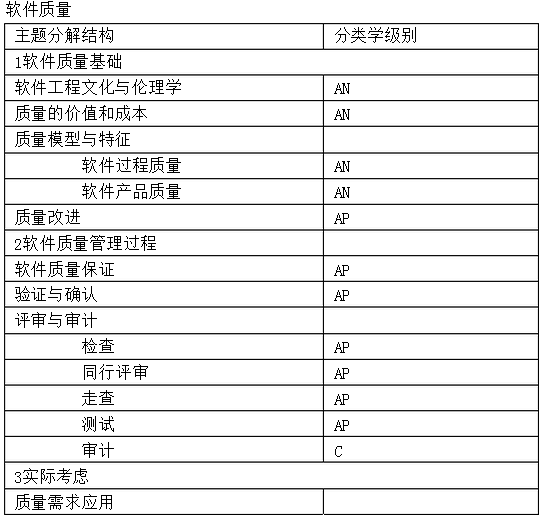 软件质量
主题分解结构 分类学级别
1软件质量基础
软件工程文化与伦理学 AN
质量的价值和成本 AN
质量模型与特征
软件过程质量 AN
软件产品质量 AN
质量改进 AP
2软件质量管理过程
软件质量保证 AP
验证与确认 AP
评审与审计
检查 AP
同行评审 AP
走查 AP
测试 AP
审计 C
3实际考虑
质量需求应用